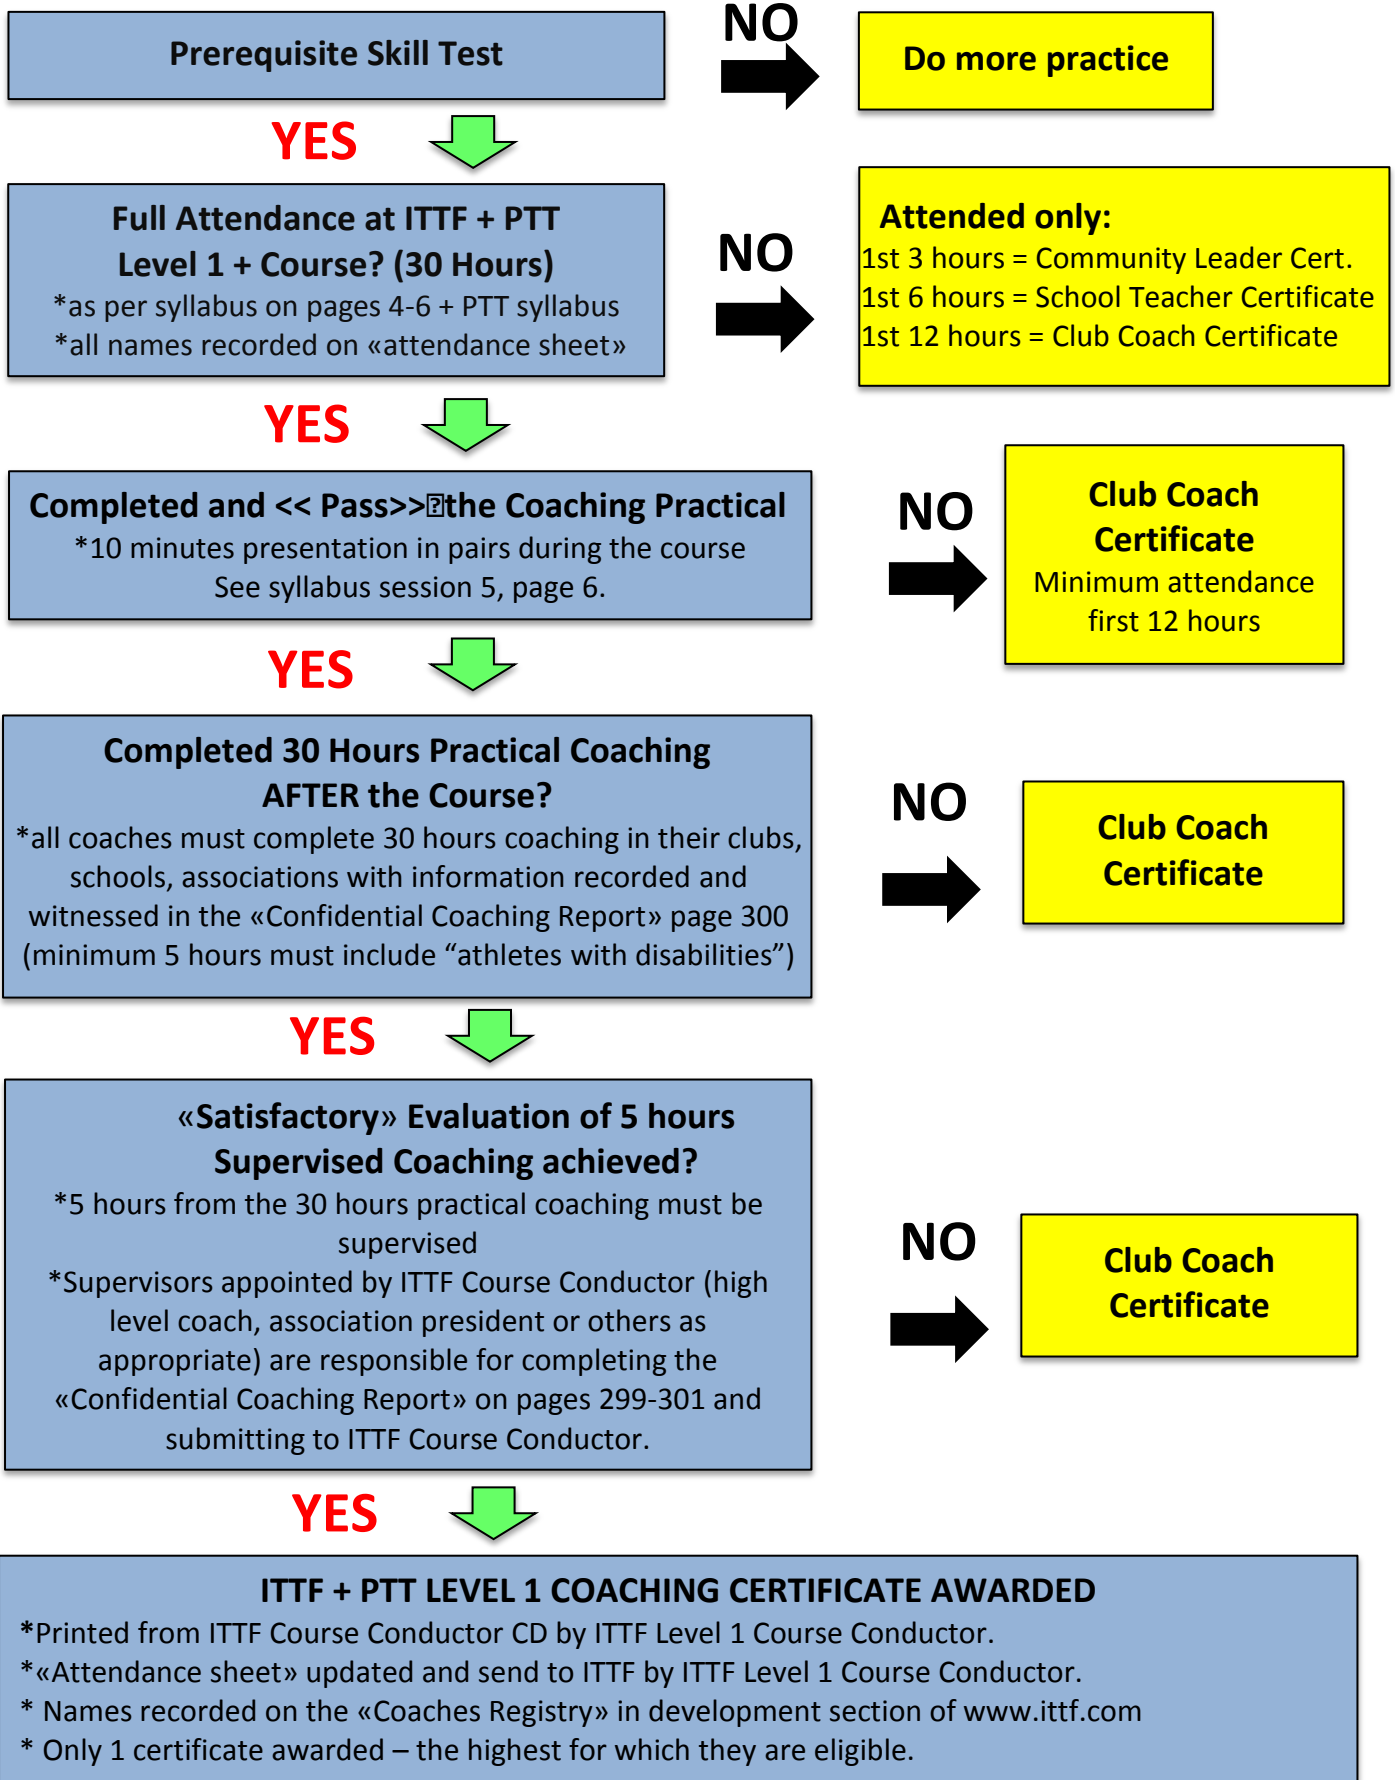 Prerequisite Skill Test
NO
Do more practice
YES
Full Attendance at ITTF + PTT
Level 1 + Course? (30 Hours)
*as per syllabus on pages 4-6 + PTT syllabus
*all names recorded on «attendance sheet»
NO
Attended only:
1st 3 hours = Community Leader Cert.
1st 6 hours = School Teacher Certificate
1st 12 hours = Club Coach Certificate
YES
Completed and << Pass>>⍰the Coaching Practical
*10 minutes presentation in pairs during the course
See syllabus session 5, page 6.
NO
Club Coach
Certificate
Minimum attendance
first 12 hours
YES
Completed 30 Hours Practical Coaching
AFTER the Course?
*all coaches must complete 30 hours coaching in their clubs,
schools, associations with information recorded and
witnessed in the «Confidential Coaching Report» page 300
(minimum 5 hours must include “athletes with disabilities”)
NO
Club Coach
Certificate
YES
«Satisfactory» Evaluation of 5 hours
Supervised Coaching achieved?
*5 hours from the 30 hours practical coaching must be
supervised
*Supervisors appointed by ITTF Course Conductor (high
level coach, association president or others as
appropriate) are responsible for completing the
«Confidential Coaching Report» on pages 299-301 and
submitting to ITTF Course Conductor.
NO
Club Coach
Certificate
YES
ITTF + PTT LEVEL 1 COACHING CERTIFICATE AWARDED
*Printed from ITTF Course Conductor CD by ITTF Level 1 Course Conductor.
*«Attendance sheet» updated and send to ITTF by ITTF Level 1 Course Conductor.
* Names recorded on the «Coaches Registry» in development section of www.ittf.com
* Only 1 certificate awarded – the highest for which they are eligible.